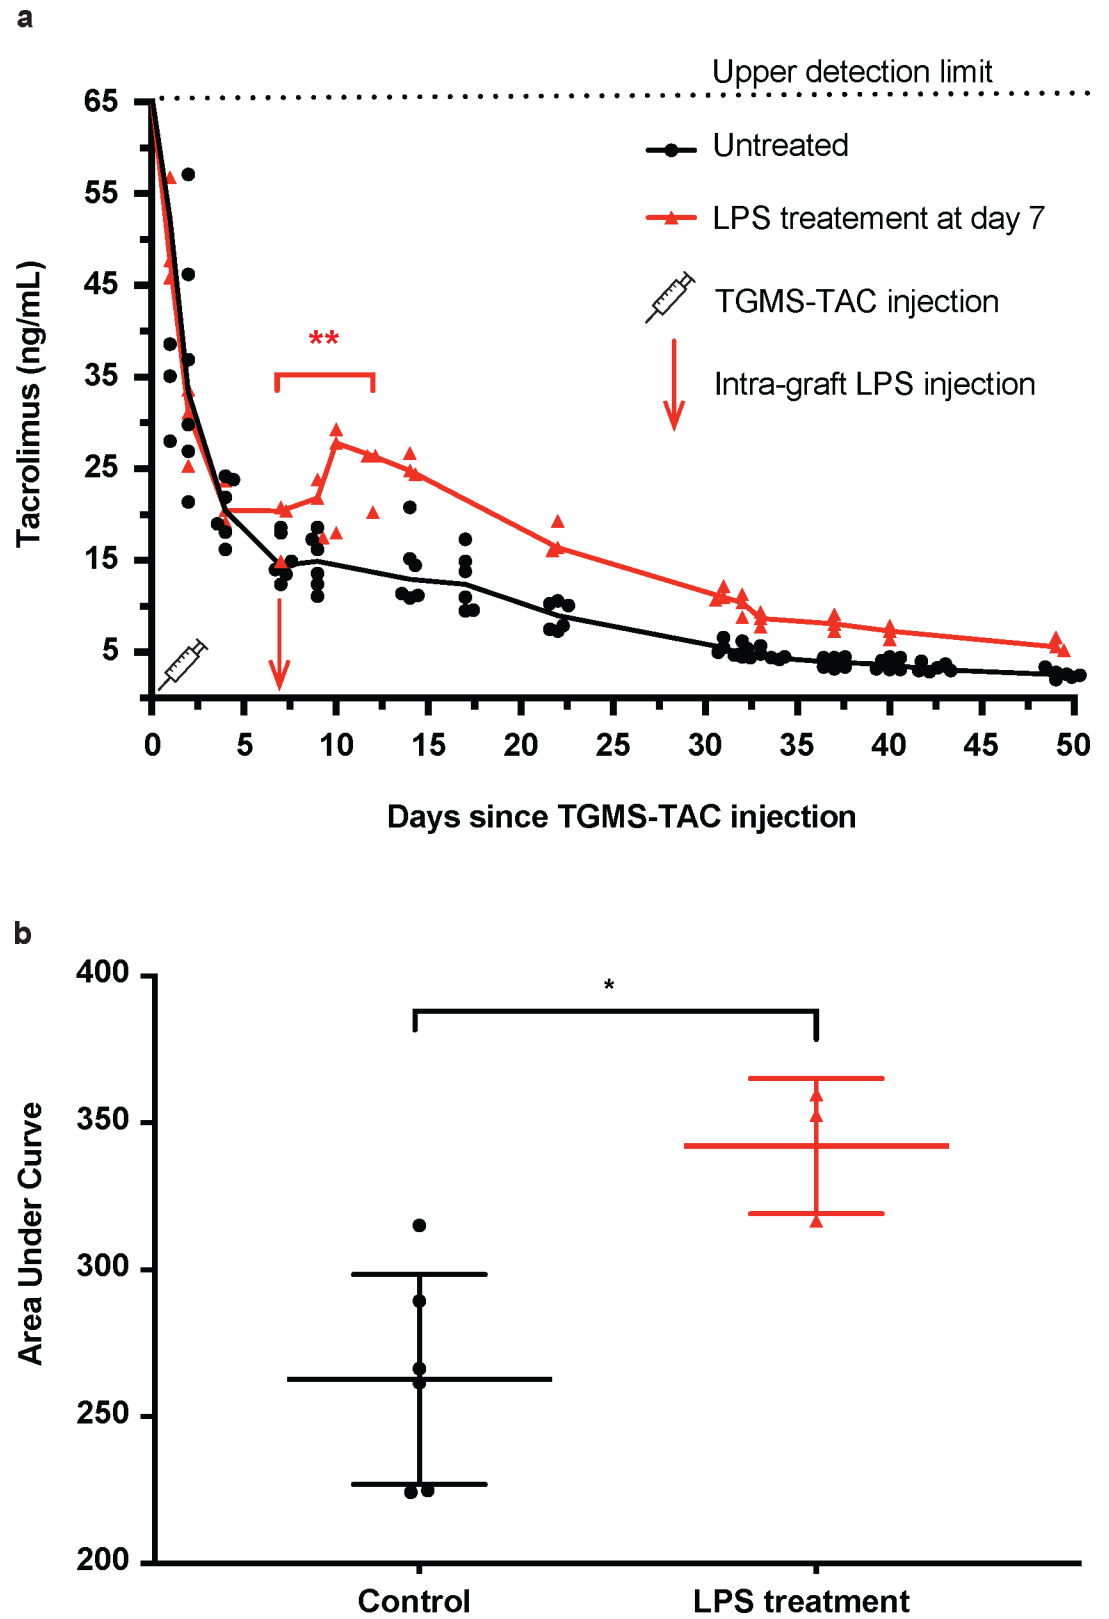 a
Upper detection limit
65
Untreated
55
LPS treatement at day 7
45
TGMS-TAC injection
**
35
Intra-graft LPS injection
25
15
5
Tacrolimus (ng/mL)
0 5 10 15 20 25 30 35 40 45 50
Days since TGMS-TAC injection
b
400
*
350
300
250
200
Area Under Curve
Control LPS treatment